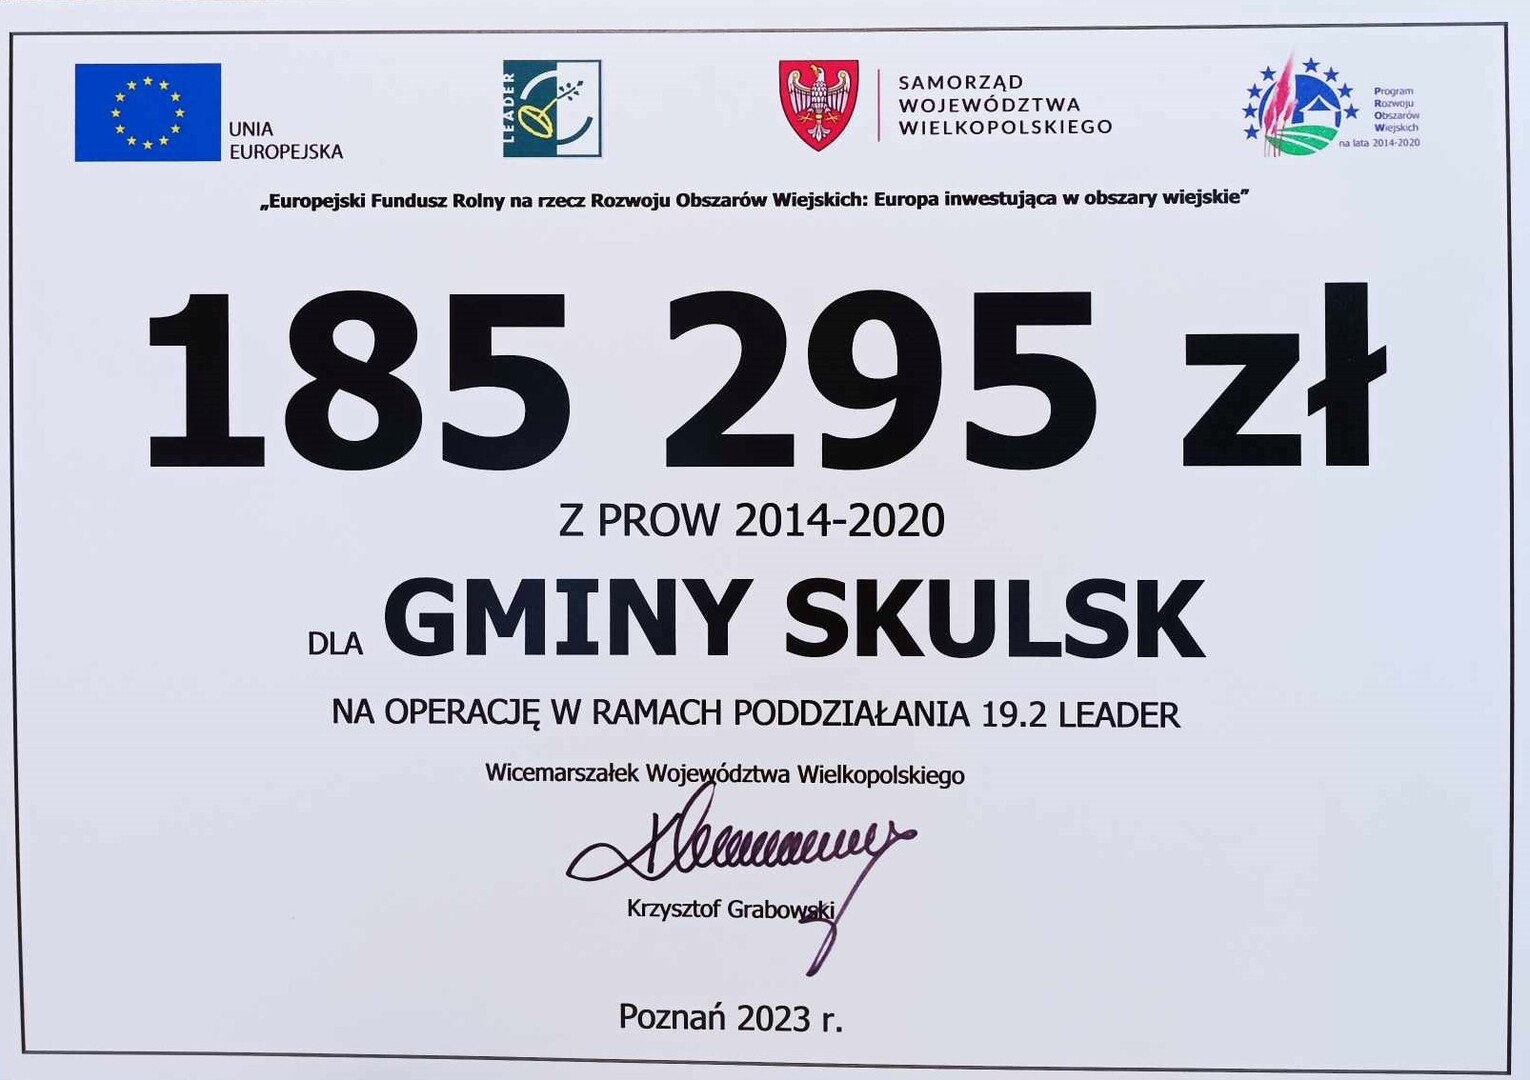 UNIA
EUROPEJSKA
LEADER
SAMORZĄD
WOJEWÓDZTWA
WIELKOPOLSKIEGO
Program
Rozwoju
Obszarów
Wiejskich
na lata 2014-2020
„Europejski Fundusz Rolny na rzecz Rozwoju Obszarów Wiejskich: Europa inwestująca w obszary wiejskie”
185 295 zł
Z PROW 2014-2020
DLA GMINY SKULSK
NA OPERACJĘ W RAMACH PODDZIAŁANIA 19.2 LEADER
Wicemarszałek Województwa Wielkopolskiego
Krzysztof Grabowski
Poznań 2023 r.